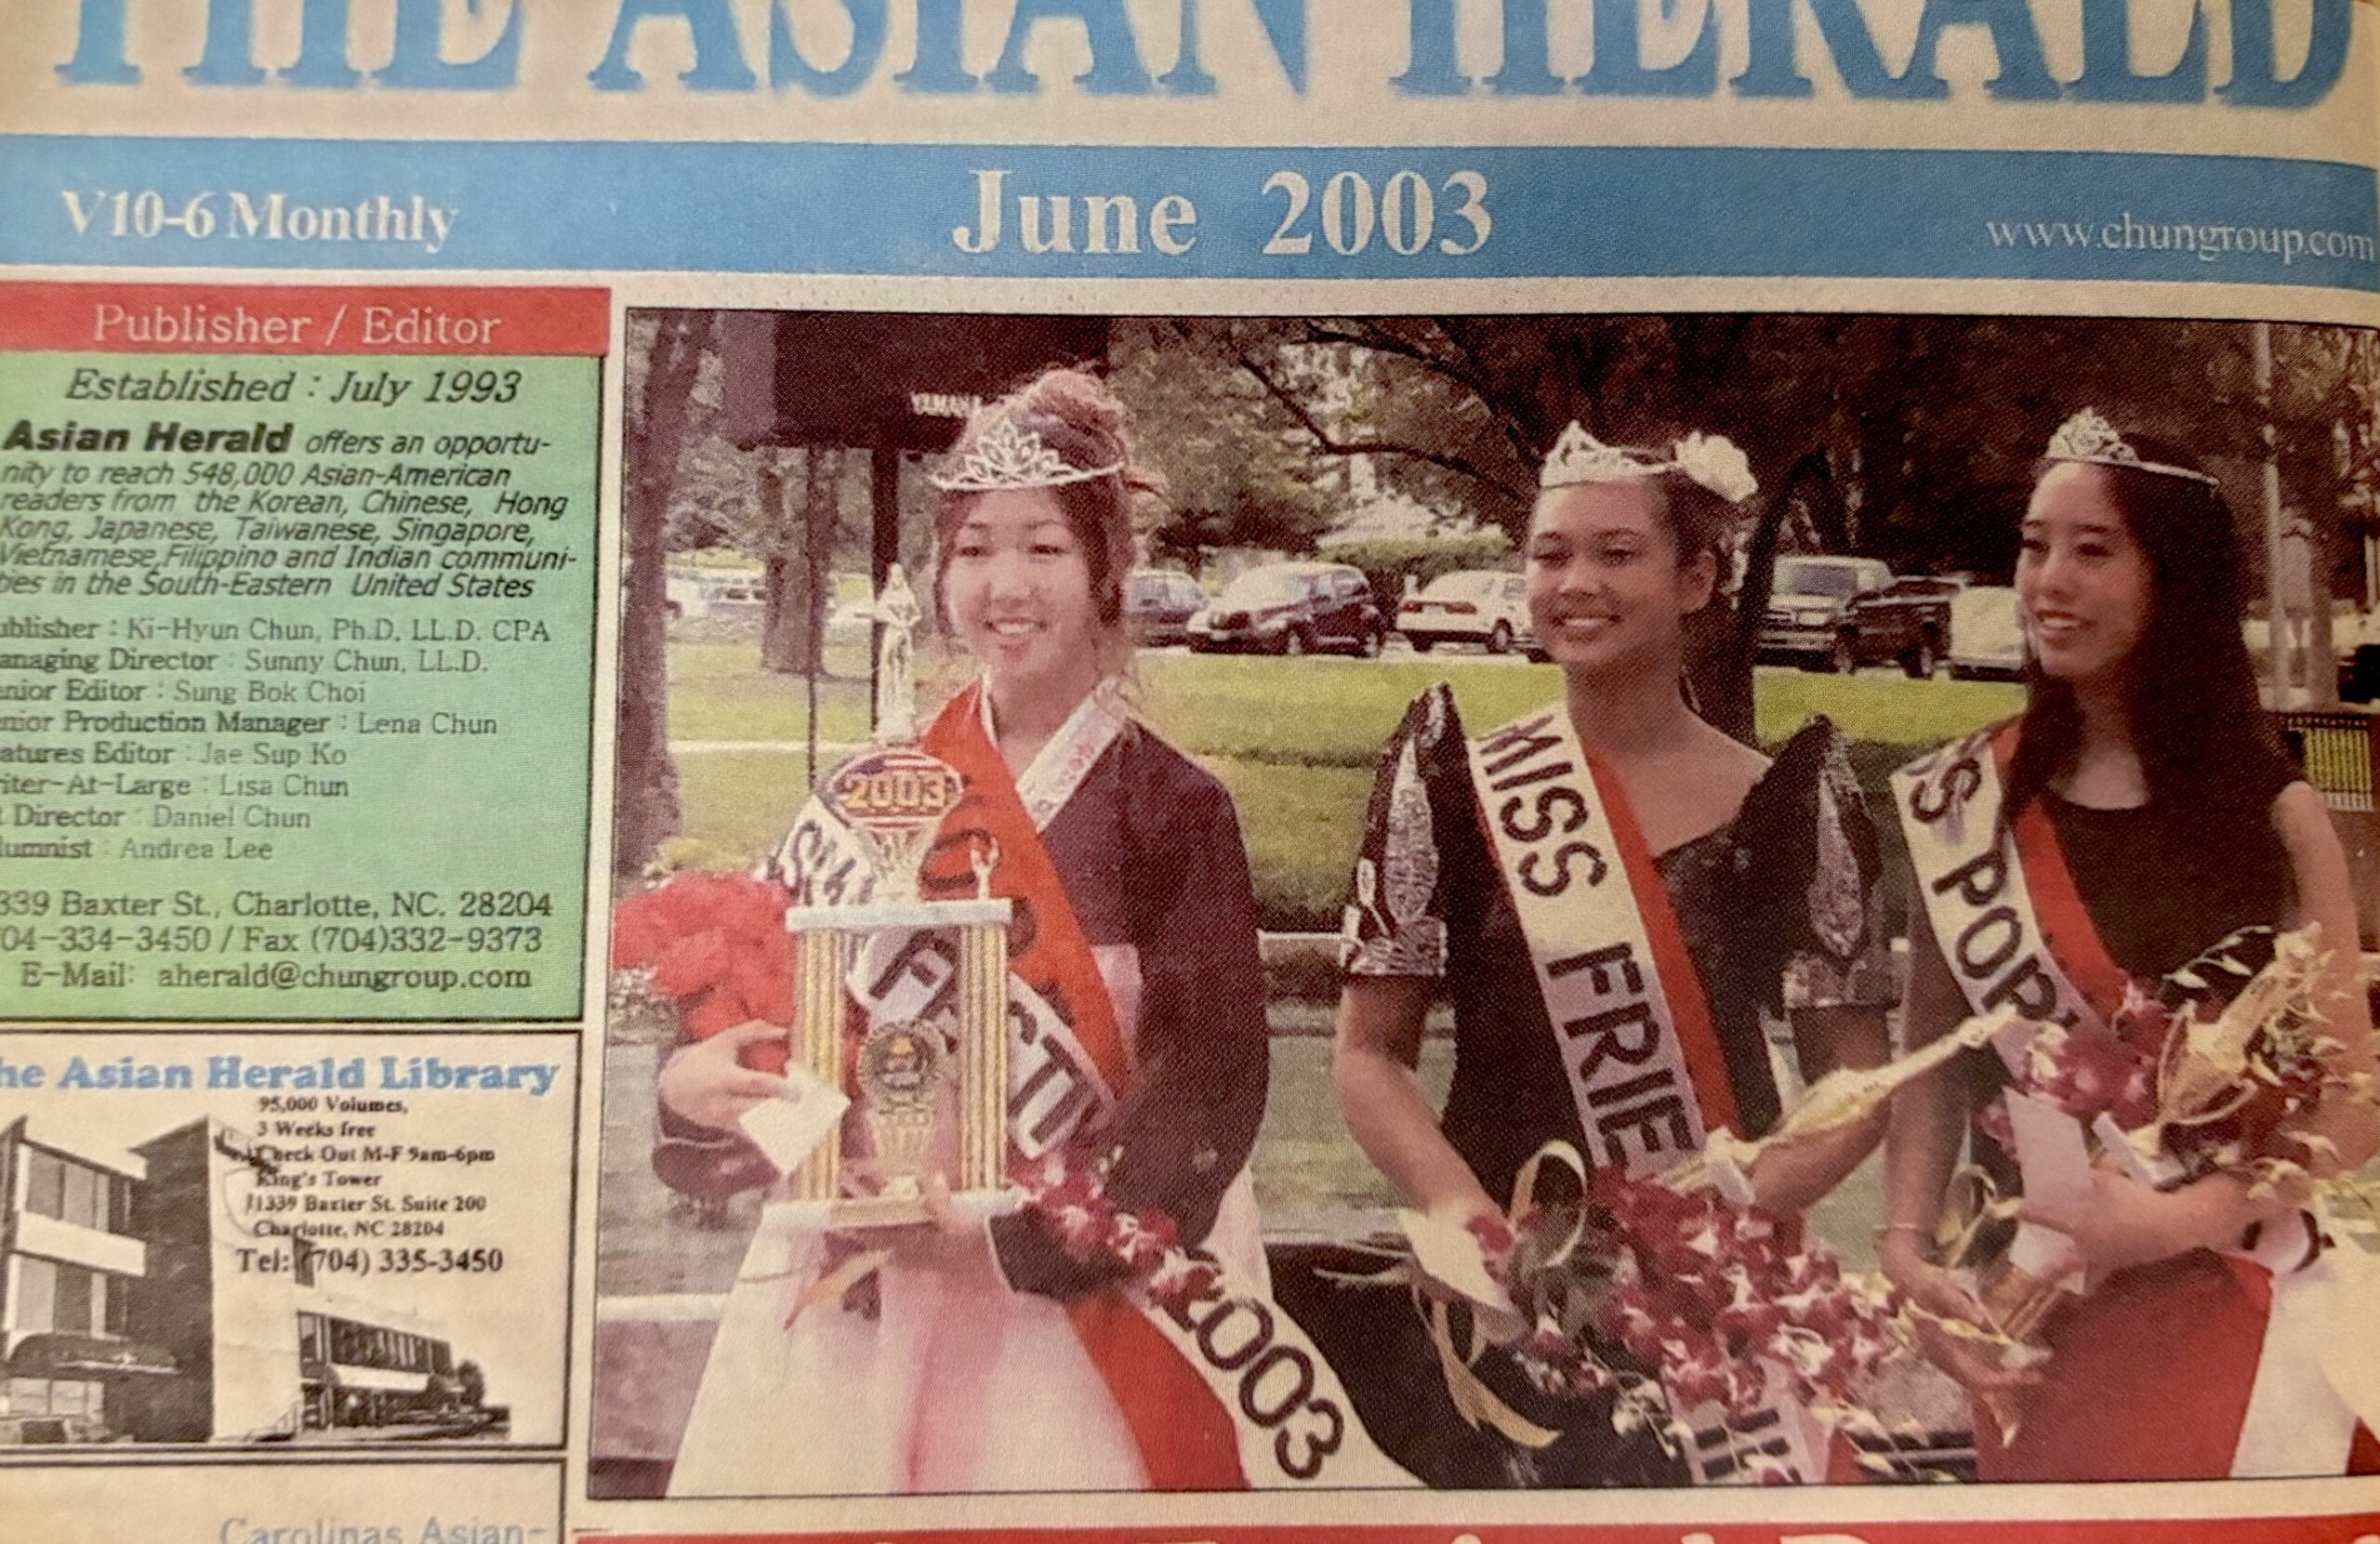 THE ASIAN HERALD
V10-6 Monthly
June 2003
www.chungroup.com
Publisher / Editor
Established : July 1993
Asian Herald offers an opportu-
nity to reach 548,000 Asian-American
readers from the Korean, Chinese, Hong
Kong, Japanese, Taiwanese, Singapore,
Vietnamese,Filippino and Indian communi-
ties in the South-Eastern United States
ublisher : Ki-Hyun Chun, Ph.D. LL.D. CPA
anaging Director : Sunny Chun, LL.D.
enior Editor : Sung Bok Choi
enior Production Manager : Lena Chun
atures Editor : Jae Sup Ko
iter-At-Large : Lisa Chun
t Director : Daniel Chun
lumnist : Andrea Lee
339 Baxter St., Charlotte, NC. 28204
04-334-3450 / Fax (704)332-9373
E-Mail: aherald@chungroup.com
he Asian Herald Library
95,000 Volumes,
3 Weeks free
Check Out M-F 9am-6pm
King's Tower
1339 Baxter St. Suite 200
Charlotte, NC 28204
Tel: (704) 335-3450
Carolinas Asian-
YAMAHA
2003
2003
MISS FRIE
S POP